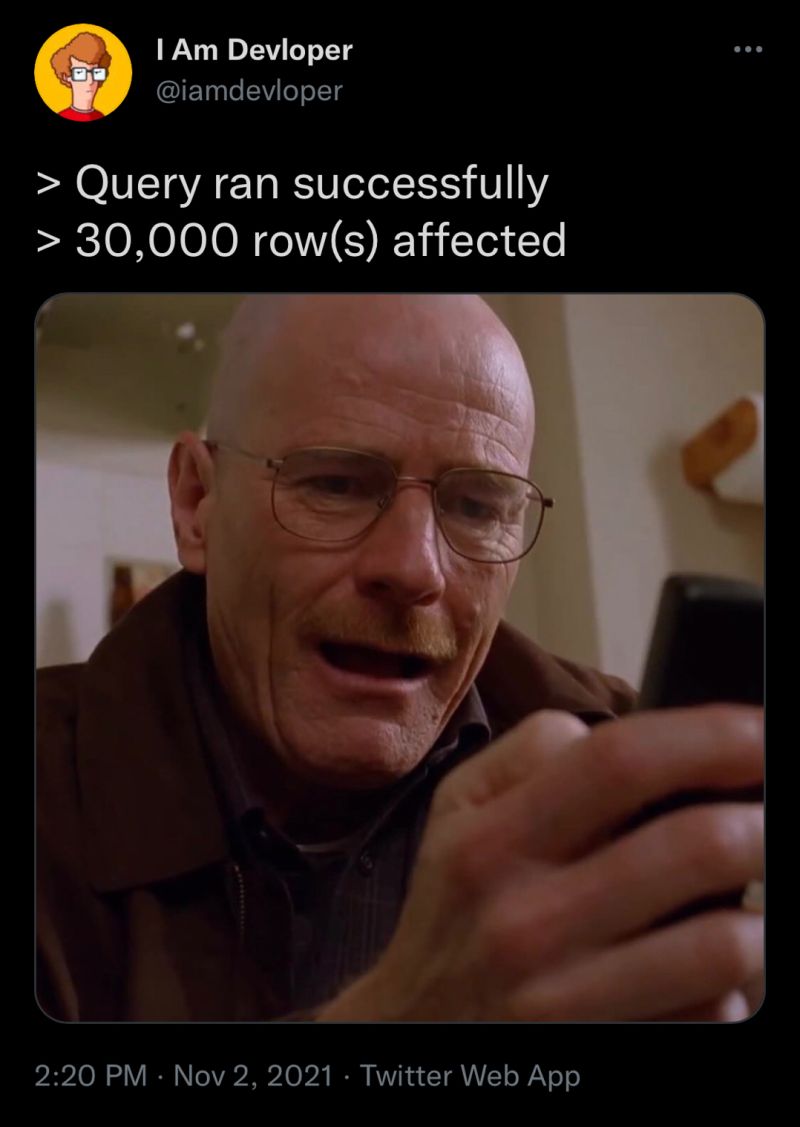 I Am Devloper
@iamdevloper
> Query ran successfully
> 30,000 row(s) affected
2:20 PM · Nov 2, 2021 · Twitter Web App